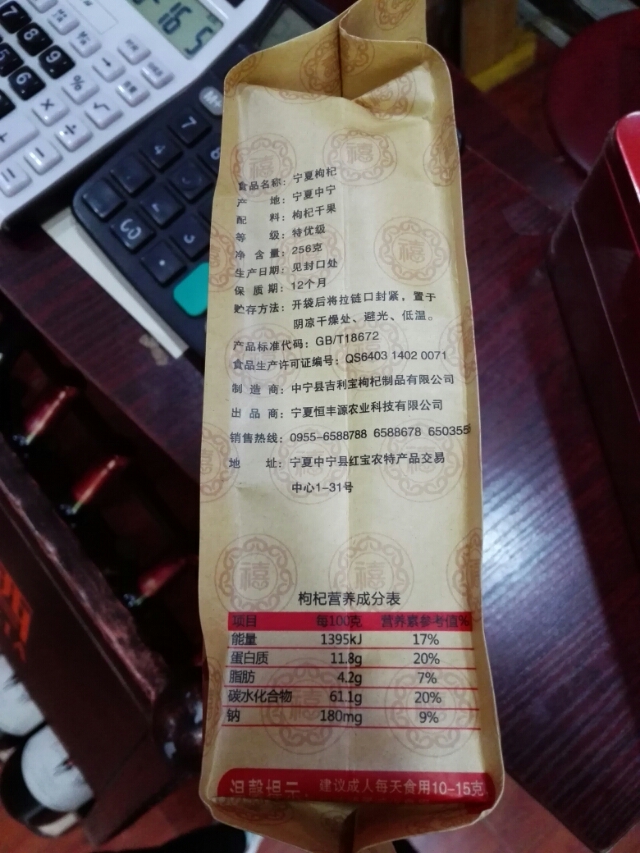 食品名称：宁夏枸杞
产 地：宁夏中宁
配 料：枸杞干果
等 级：特优级
净 含 量：256克
生产日期：见封口处
保 质 期：12个月
贮存方法：开袋后将拉链口封紧，置于
阴凉干燥处、避光、低温。
产品标准代码：GB/T18672
食品生产许可证编号：QS6403 1402 0071
制 造 商：中宁县吉利宝枸杞制品有限公司
出 品 商：宁夏恒丰源农业科技有限公司
销售热线：0955-6588788 6588678 650355
地 址：宁夏中宁县红宝农特产品交易
中心1-31号
枸杞营养成分表
项目 每100克 营养素参考值%
能量 1395kJ 17%
蛋白质 11.8g 20%
脂肪 4.2g 7%
碳水化合物 61.1g 20%
钠 180mg 9%
温馨提示：建议成人每天食用10-15克